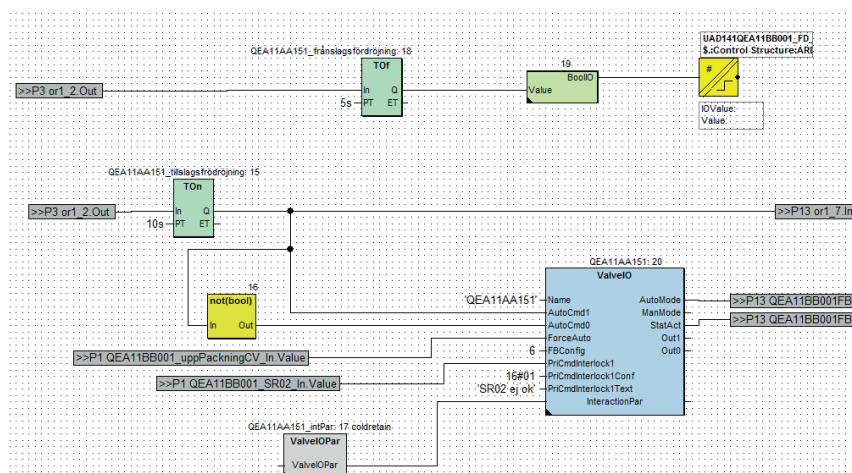 UAD141QEA11BB001_FD_
$.:Control Structure:ARI
QEA11AA151_frånslagsfördröjning: 18
TOf
In Q
PT ET
5s
>>P3 or1_2.Out
19
BoolIO
Value
#
IOValue:
Value:
QEA11AA151_tillslagsfrödröjning: 15
TOn
In Q
PT ET
10s
>>P3 or1_2.Out
>>P13 or1_7.In
16
not(bool)
In Out
QEA11AA151: 20
ValveIO
'QEA11AA151' Name AutoMode >>P13 QEA11BB001FB
AutoCmd1 ManMode
AutoCmd0 StatAct >>P13 QEA11BB001FB
ForceAuto Out1
6 FBConfig Out0
>>P1 QEA11BB001_uppPackningCV_In.Value
PriCmdInterlock1
16#01 PriCmdInterlock1Conf
>>P1 QEA11BB001_SR02_In.Value
'SR02 ej ok' PriCmdInterlock1Text
InteractionPar
QEA11AA151_intPar: 17 coldretain
ValveIOPar
ValveIOPar